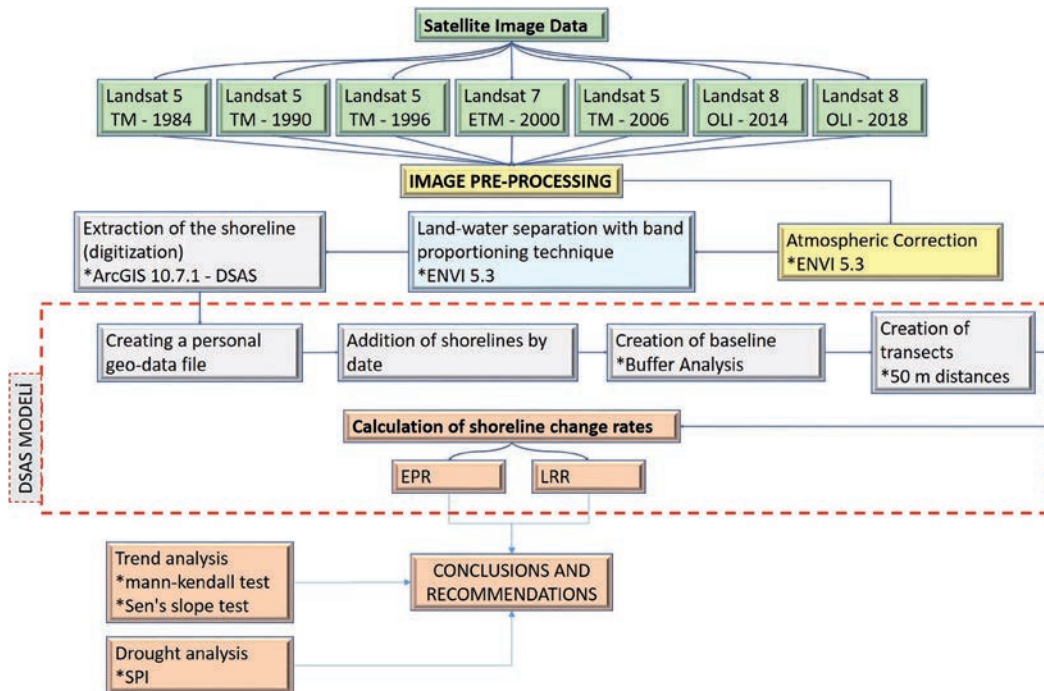 Satellite Image Data
Landsat 5
TM - 1984
Landsat 5
TM - 1990
Landsat 5
TM - 1996
Landsat 7
ETM - 2000
Landsat 5
TM - 2006
Landsat 8
OLI - 2014
Landsat 8
OLI - 2018
IMAGE PRE-PROCESSING
Extraction of the shoreline
(digitization)
*ArcGIS 10.7.1 - DSAS
Land-water separation with band
proportioning technique
*ENVI 5.3
Atmospheric Correction
*ENVI 5.3
DSAS MODELİ
Creating a personal
geo-data file
Addition of shorelines by
date
Creation of baseline
*Buffer Analysis
Creation of
transects
*50 m distances
Calculation of shoreline change rates
EPR
LRR
Trend analysis
*mann-kendall test
*Sen's slope test
CONCLUSIONS AND
RECOMMENDATIONS
Drought analysis
*SPI